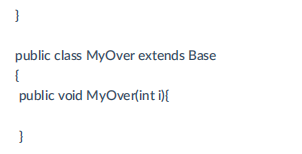 }
public class MyOver extends Base
{
public void MyOver(int i){
}